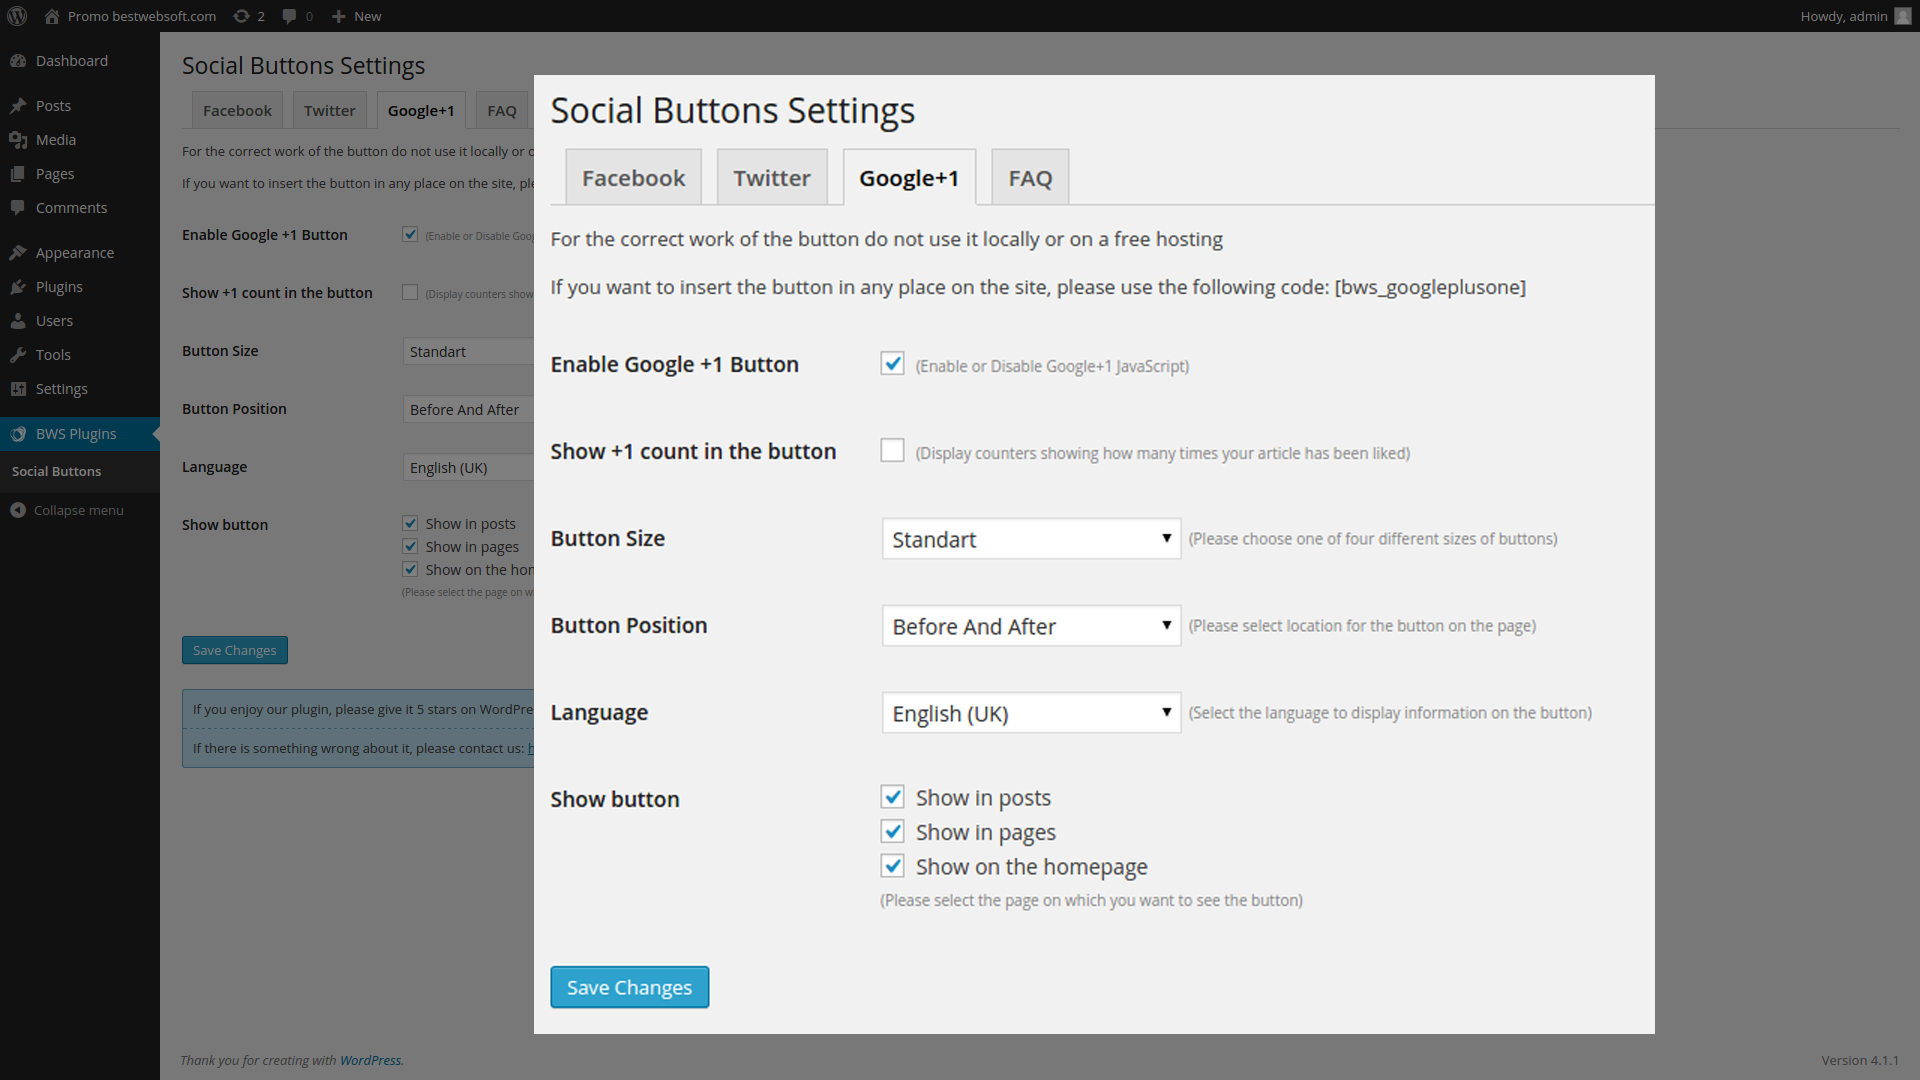 Promo bestwebsoft.com 2 0 New Howdy, admin
Dashboard
Posts
Media
Pages
Comments
Appearance
Plugins
Users
Tools
Settings
BWS Plugins
Social Buttons
Collapse menu
Social Buttons Settings
Facebook Twitter Google+1 FAQ
For the correct work of the button do not use it locally or
If you want to insert the button in any place on the site,
Enable Google +1 Button (Enable or Disable
Show +1 count in the button (Display counters
Button Size Standart
Button Position Before And After
Language English (UK)
Show button Show in posts
Show in pages
Show on the
(Please select the page on
Save Changes
If you enjoy our plugin, please give it 5 stars on
If there is something wrong about it, please contact us:
Social Buttons Settings
Facebook Twitter Google+1 FAQ
For the correct work of the button do not use it locally or on a free hosting
If you want to insert the button in any place on the site, please use the following code: [bws_googleplusone]
Enable Google +1 Button (Enable or Disable Google+1 JavaScript)
Show +1 count in the button (Display counters showing how many times your article has been liked)
Button Size Standart (Please choose one of four different sizes of buttons)
Button Position Before And After (Please select location for the button on the page)
Language English (UK) (Select the language to display information on the button)
Show button Show in posts
Show in pages
Show on the homepage
(Please select the page on which you want to see the button)
Save Changes
Thank you for creating with WordPress. Version 4.1.1